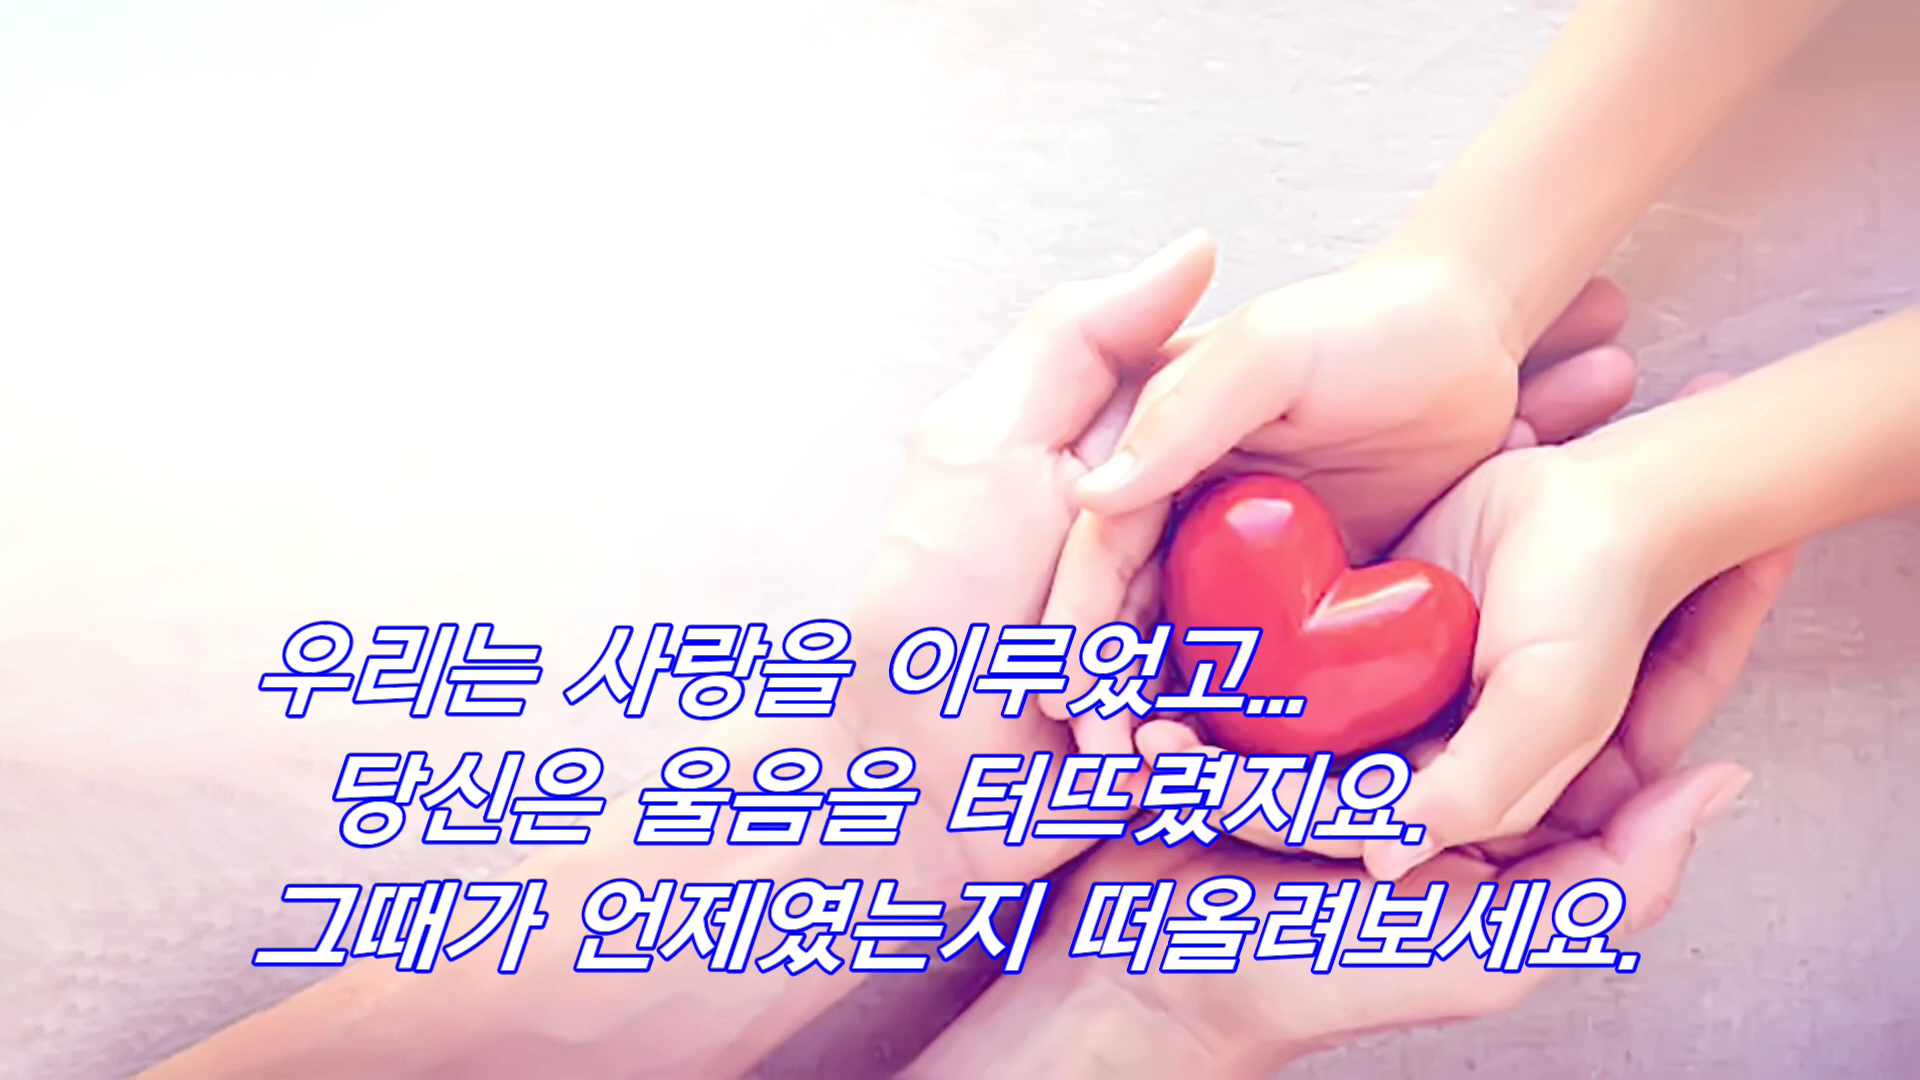 우리는 사랑을 이루었고...
당신은 울음을 터뜨렸지요.
그때가 언제였는지 떠올려보세요.